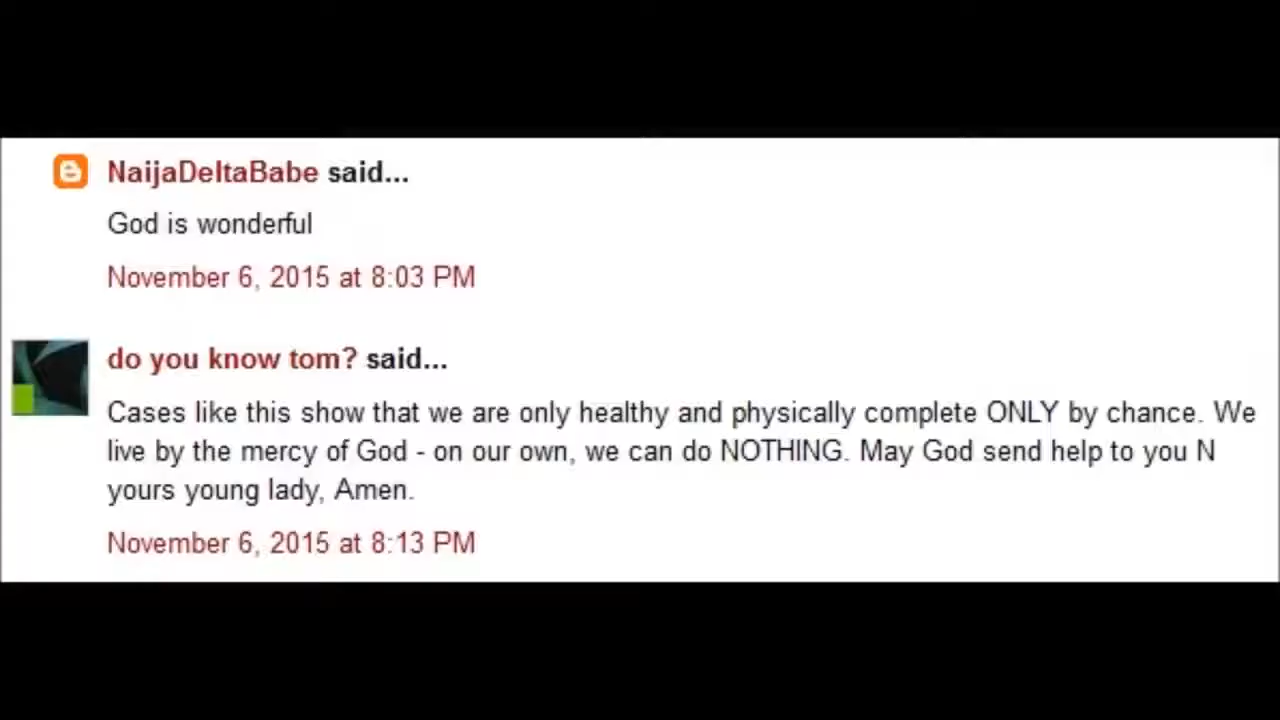 NaijaDeltaBabe said...
God is wonderful
November 6, 2015 at 8:03 PM
do you know tom? said...
Cases like this show that we are only healthy and physically complete ONLY by chance. We
live by the mercy of God - on our own, we can do NOTHING. May God send help to you N
yours young lady, Amen.
November 6, 2015 at 8:13 PM